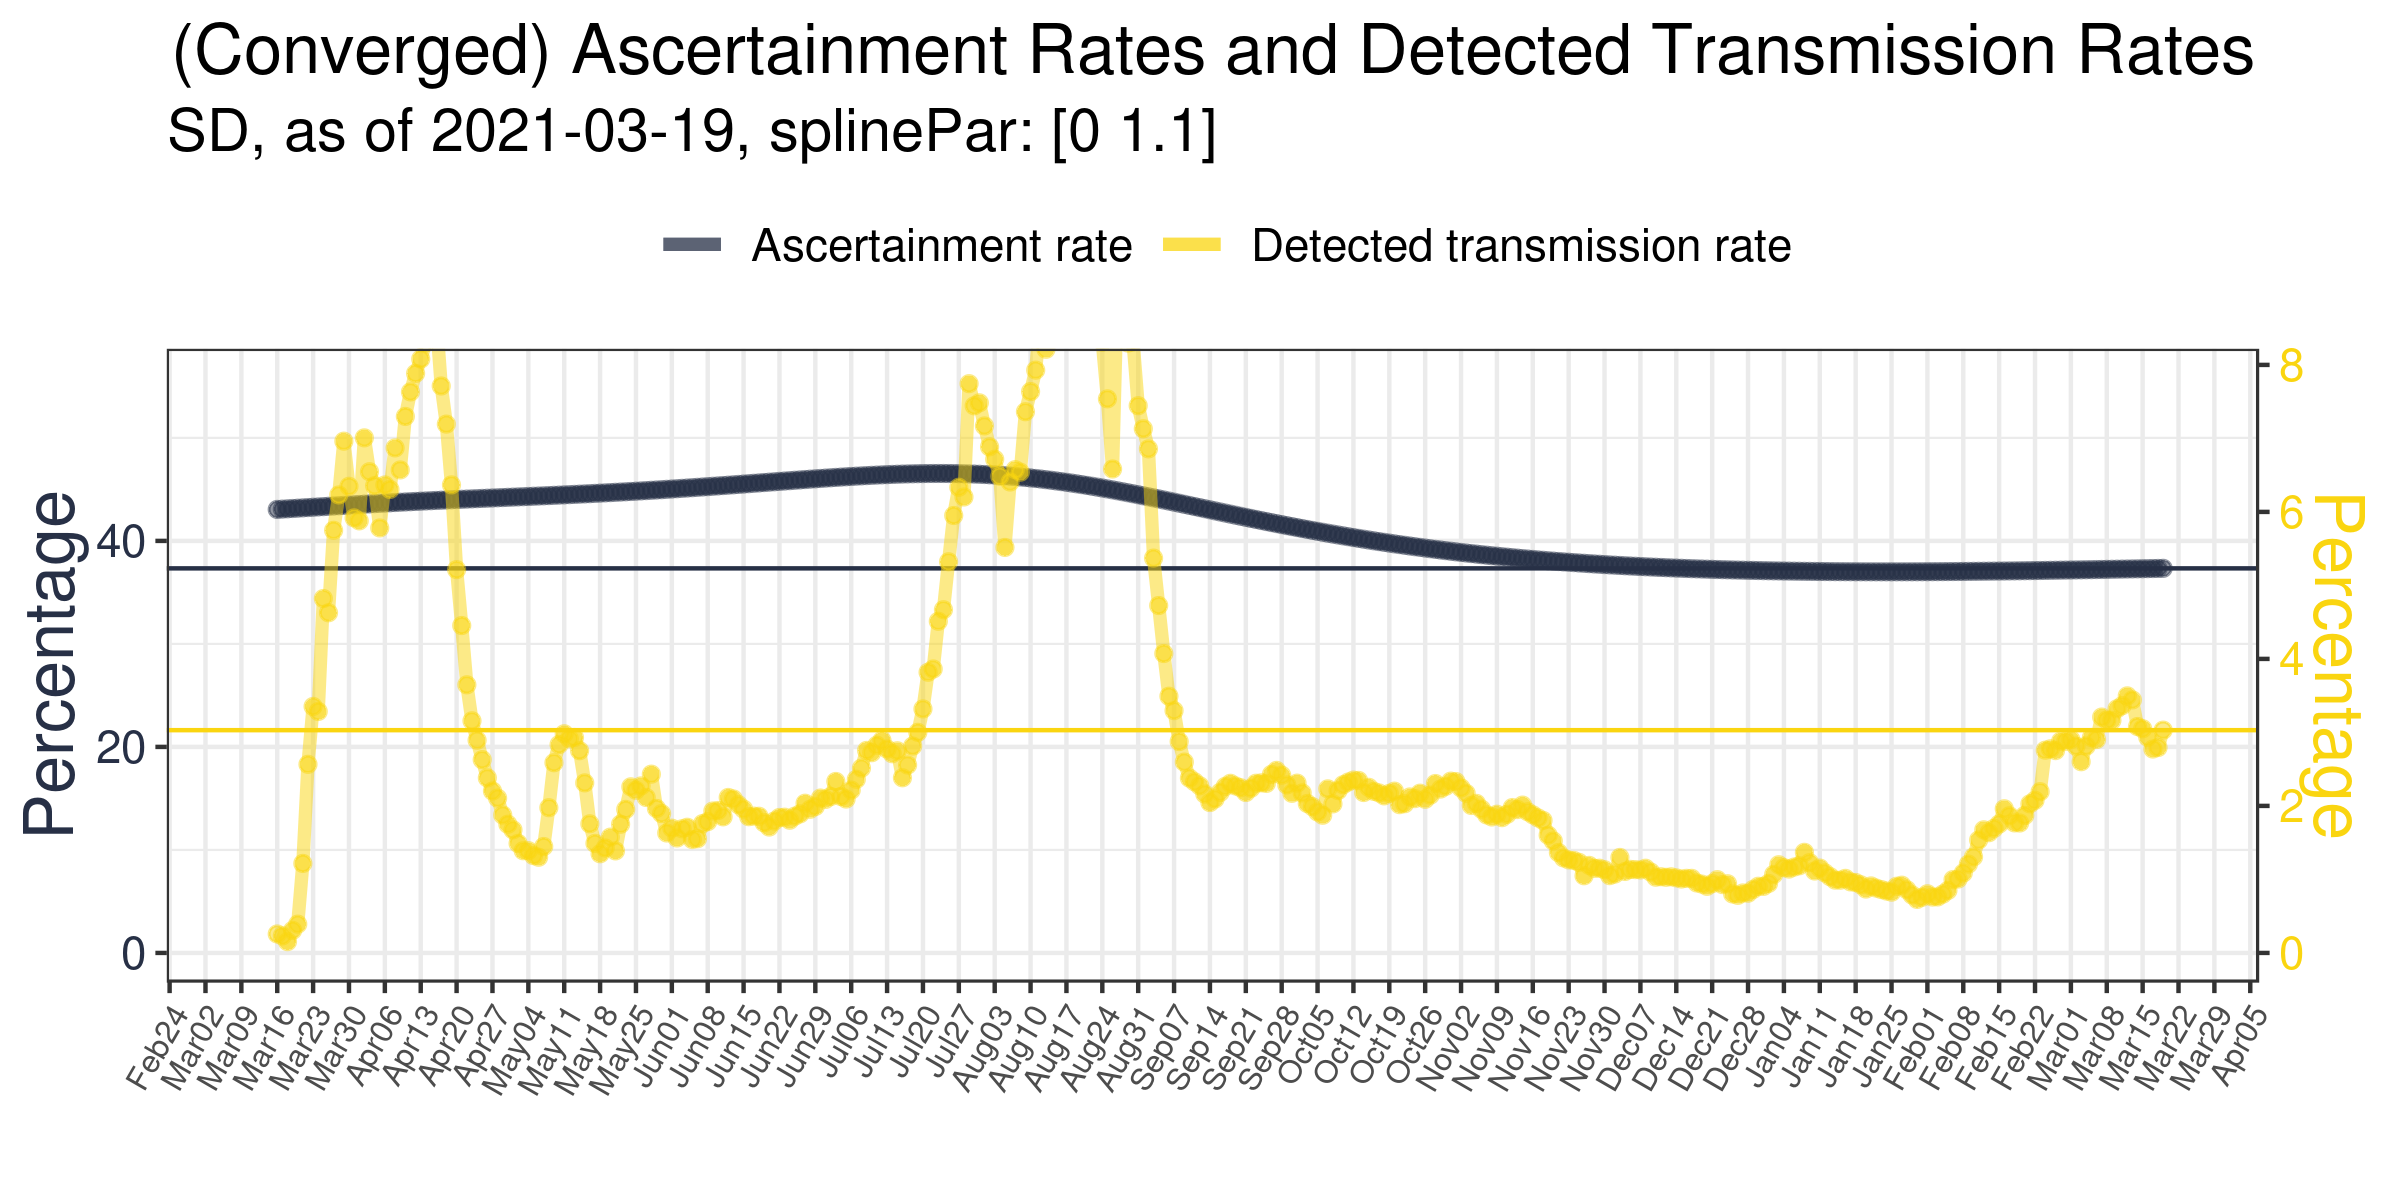 (Converged) Ascertainment Rates and Detected Transmission Rates
SD, as of 2021-03-19, splinePar: [0 1.1]
Ascertainment rate
Detected transmission rate
Percentage
40
20
0
8
6
4
2
0
Percentage
Feb24
Mar02
Mar09
Mar16
Mar23
Mar30
Apr06
Apr13
Apr20
Apr27
May04
May11
May18
May25
Jun01
Jun08
Jun15
Jun22
Jun29
Jul06
Jul13
Jul20
Jul27
Aug03
Aug10
Aug17
Aug24
Aug31
Sep07
Sep14
Sep21
Sep28
Oct05
Oct12
Oct19
Oct26
Nov02
Nov09
Nov16
Nov23
Nov30
Dec07
Dec14
Dec21
Dec28
Jan04
Jan11
Jan18
Jan25
Feb01
Feb08
Feb15
Feb22
Mar01
Mar08
Mar15
Mar22
Mar29
Apr05